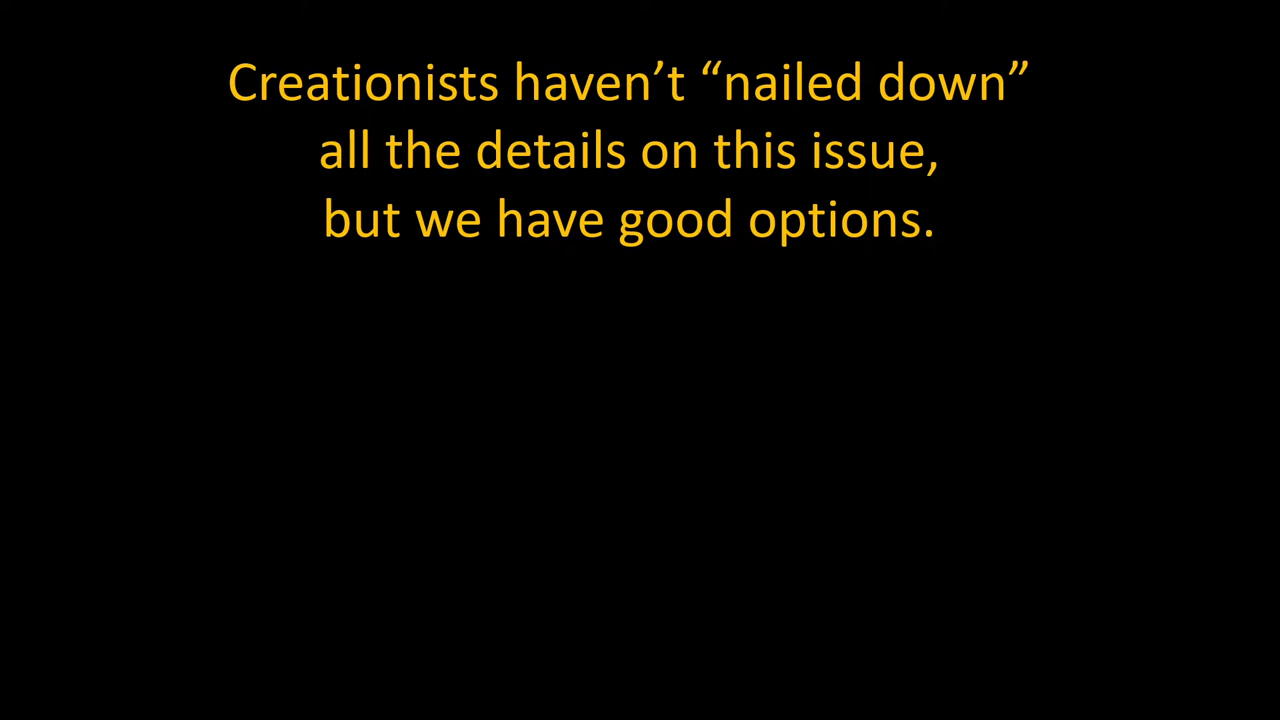 Creationists haven’t “nailed down”
all the details on this issue,
but we have good options.